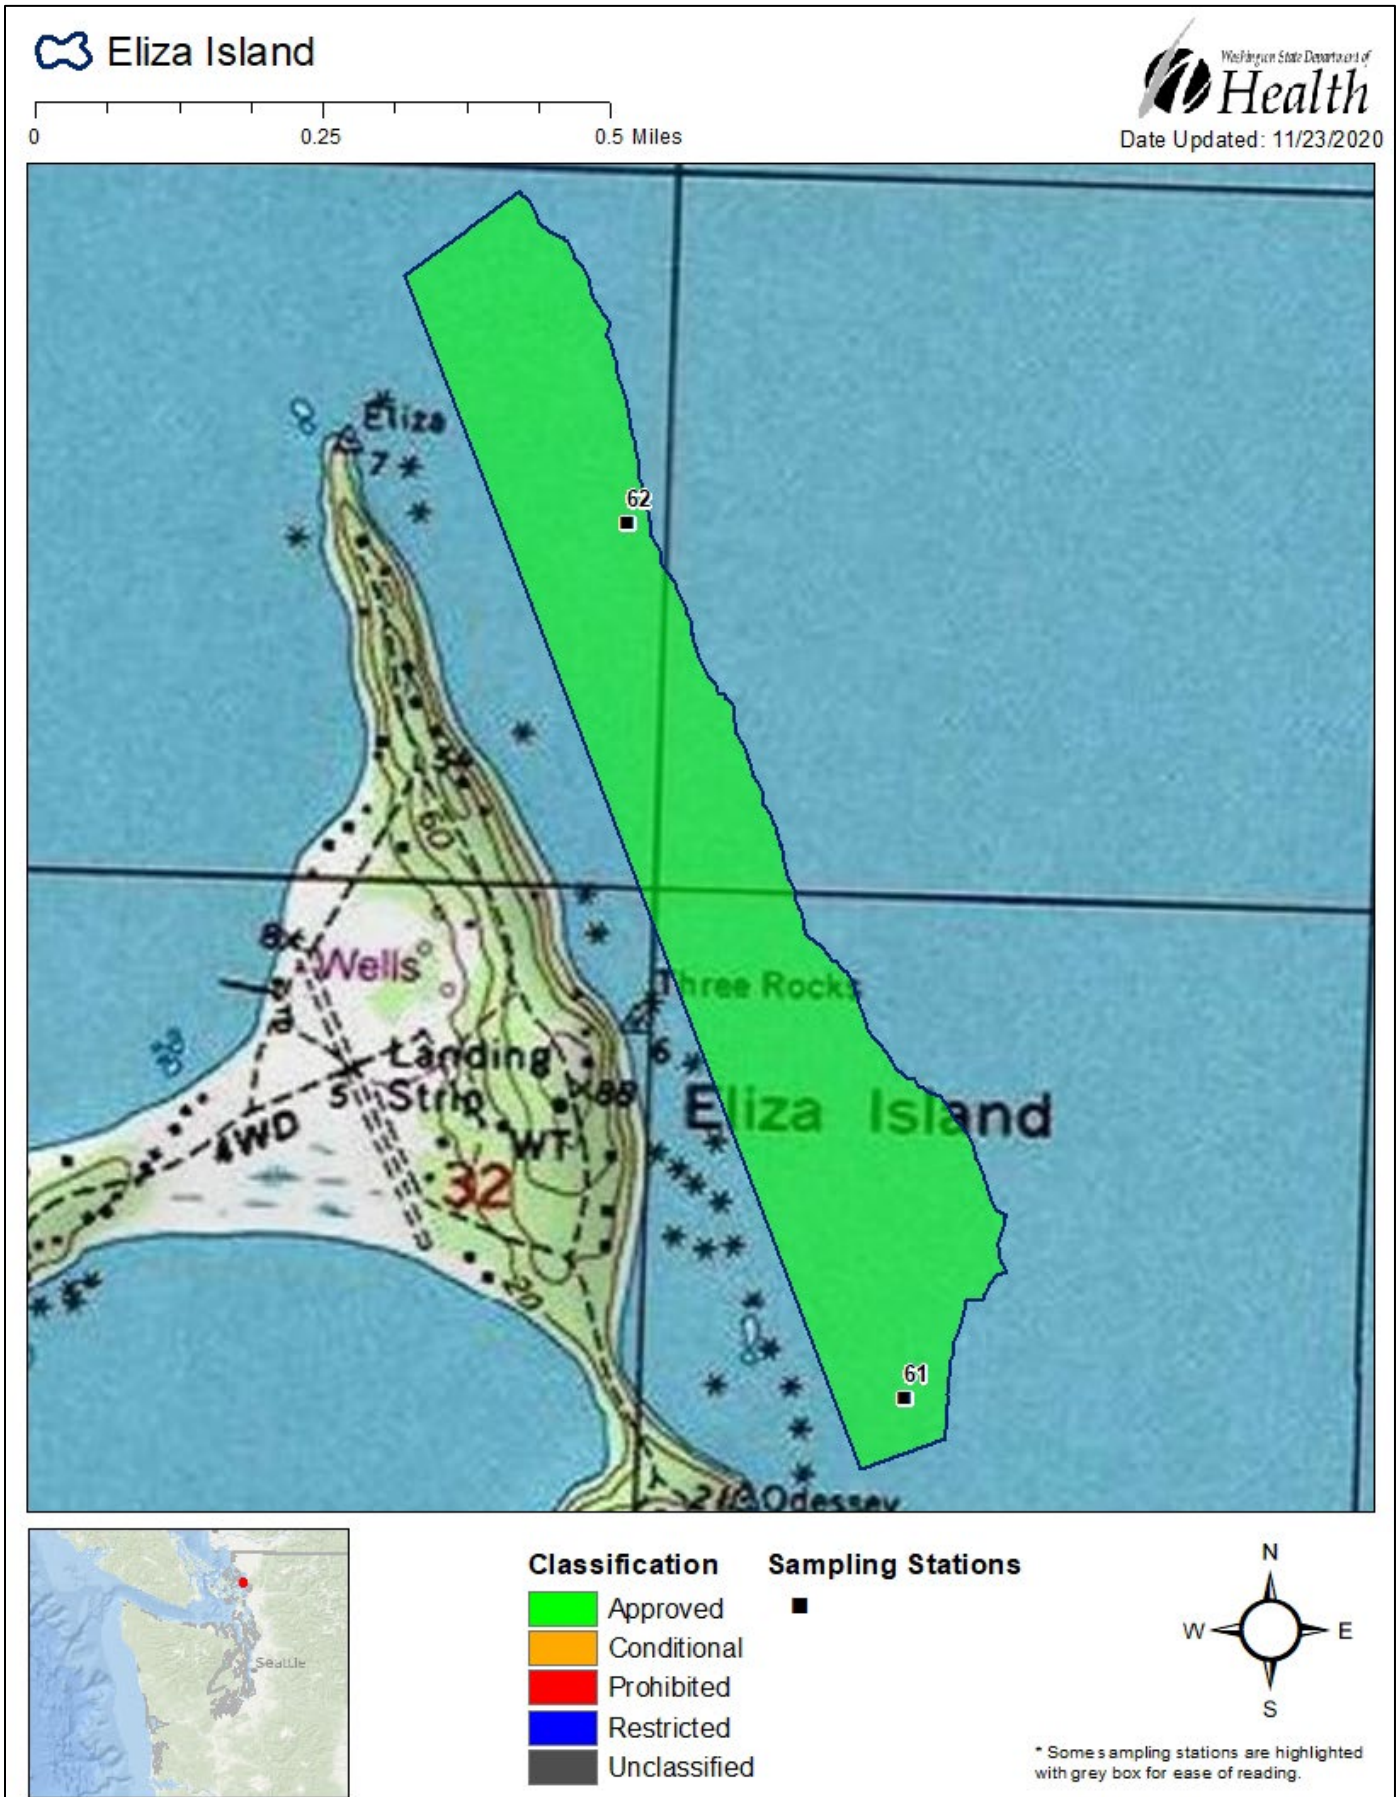 Eliza Island
Washington State Department of
Health
0 0.25 0.5 Miles
Date Updated: 11/23/2020
Eliza
7
62
60
8
Wells
Three Rocks
6
Landing
Strip
5
88
Eliza Island
4WD
WT
32
20
61
21
Odessey
Seattle
Classification
Approved
Conditional
Prohibited
Restricted
Unclassified
Sampling Stations
N
W E
S
* Some sampling stations are highlighted
with grey box for ease of reading.